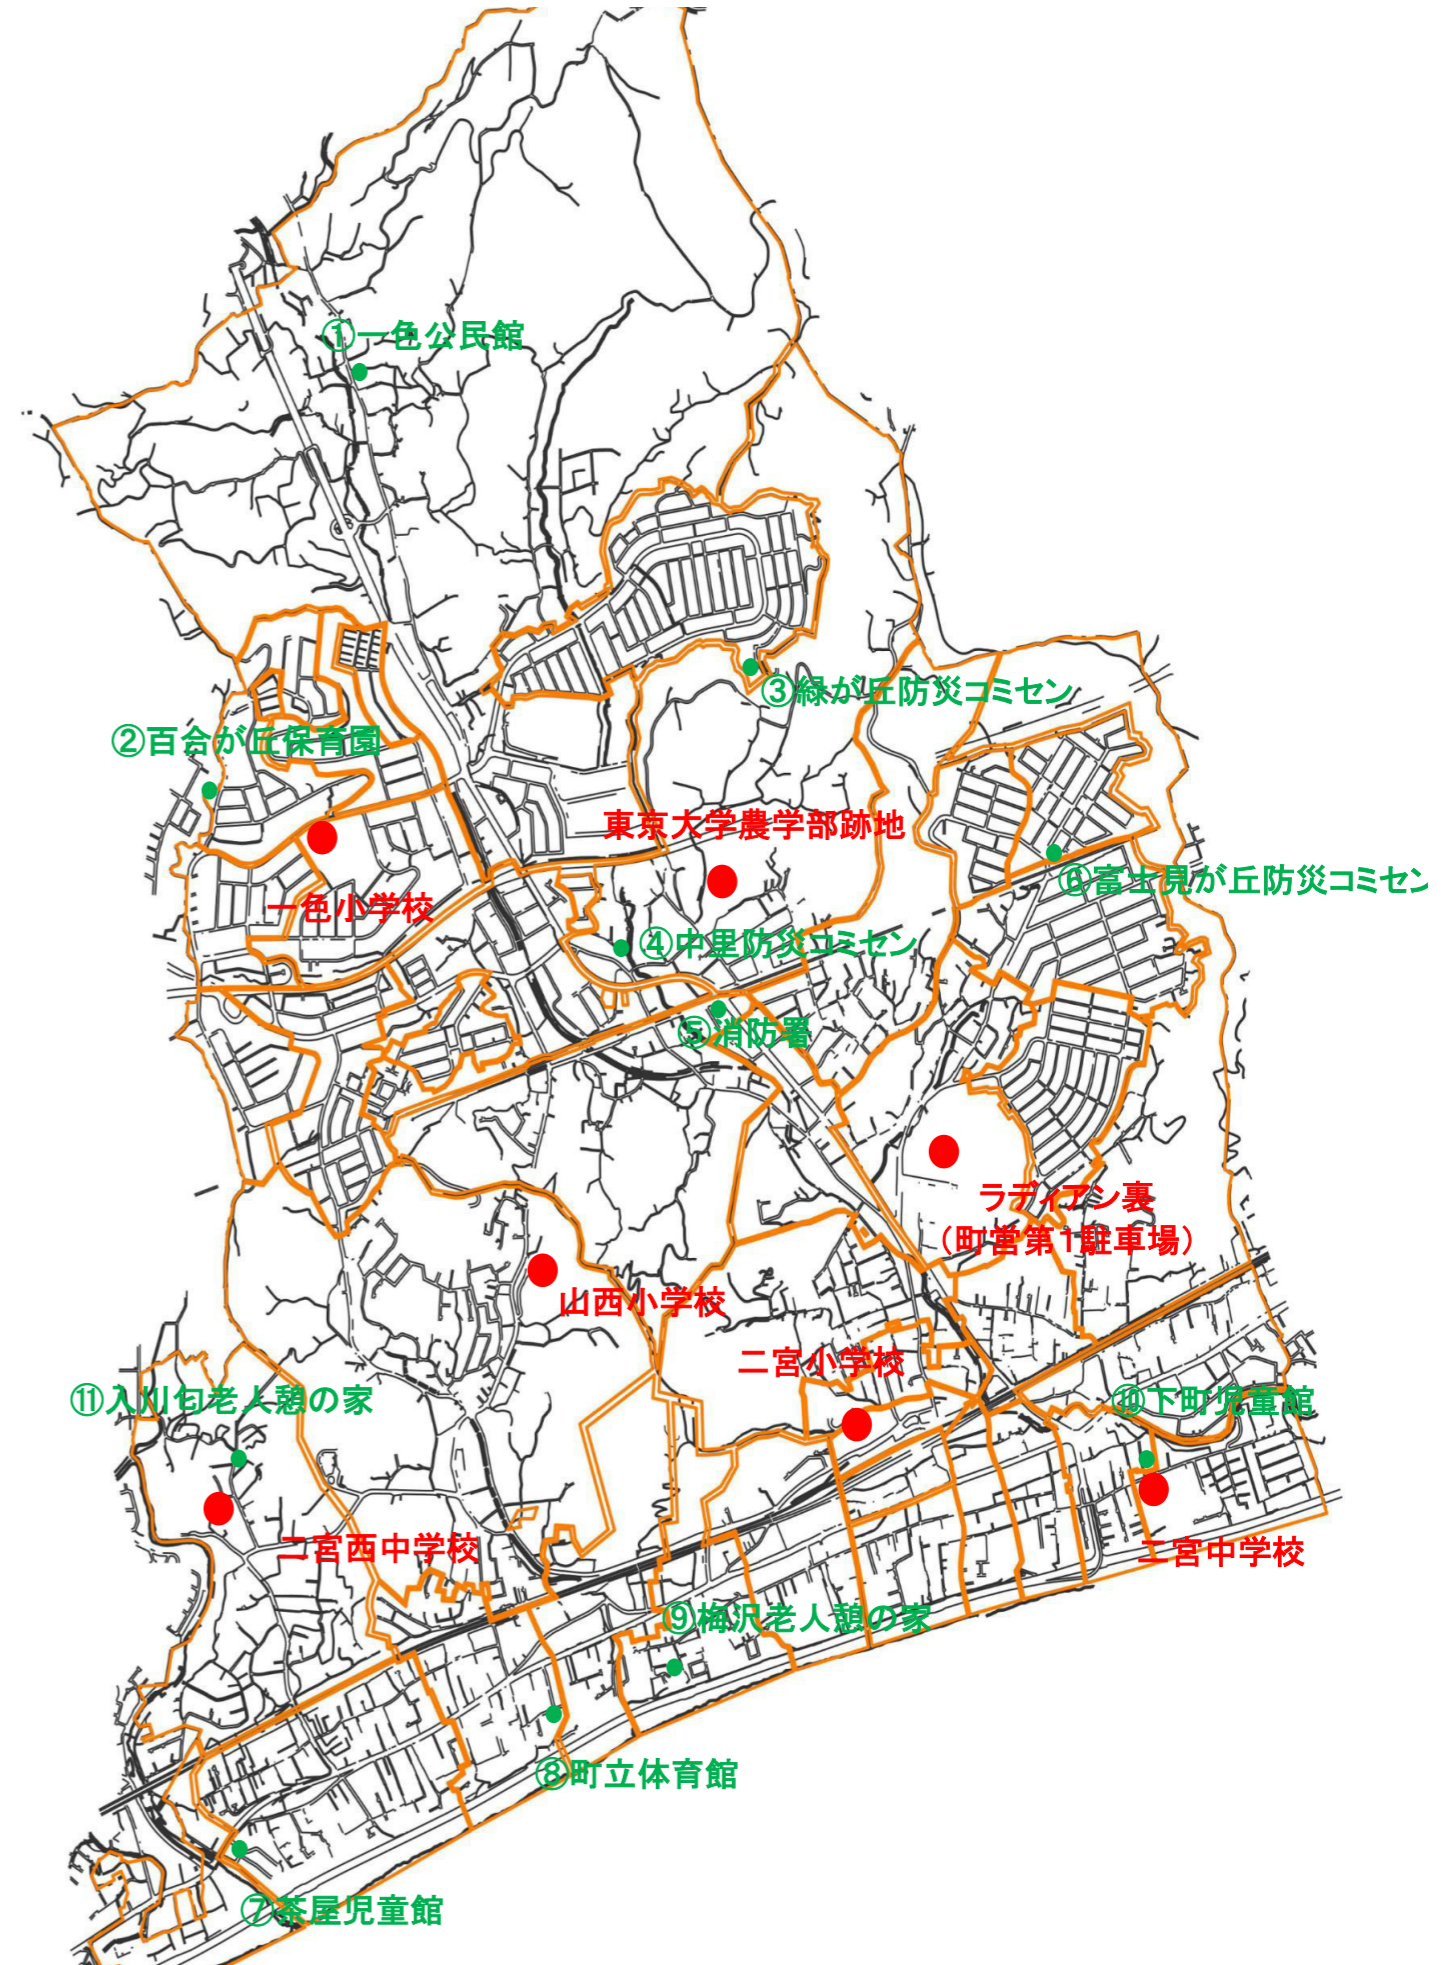 ①一色公民館
③緑が丘防災コミセン
②百合が丘保育園
東京大学農学部跡地
⑥富士見が丘防災コミセン
一色小学校
④中里防災コミセン
⑤消防署
ラディアン裏
（町営第1駐車場）
山西小学校
二宮小学校
⑪入川匂老人憩の家
⑩下町児童館
二宮西中学校
二宮中学校
⑨梅沢老人憩の家
⑧町立体育館
⑦茶屋児童館